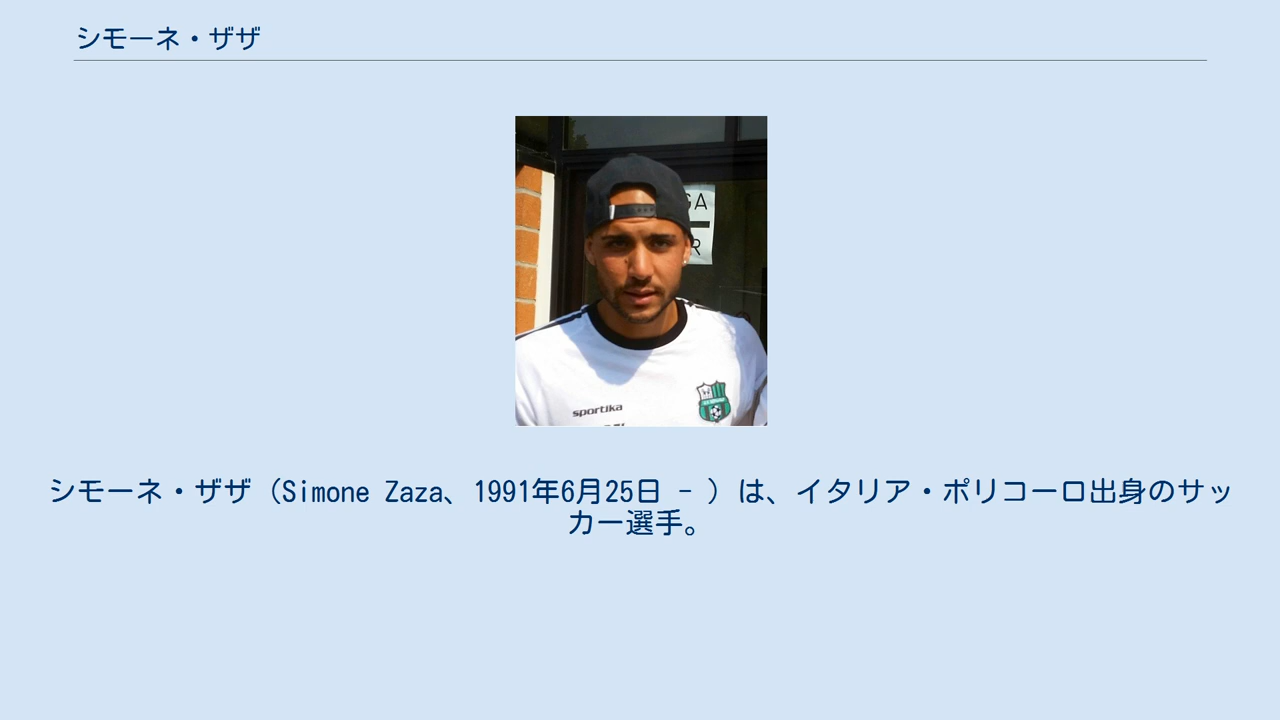 シモーネ・ザザ
GA
R
sportika
シモーネ・ザザ（Simone Zaza、1991年6月25日 - ）は、イタリア・ポリコーロ出身のサッ
カー選手。